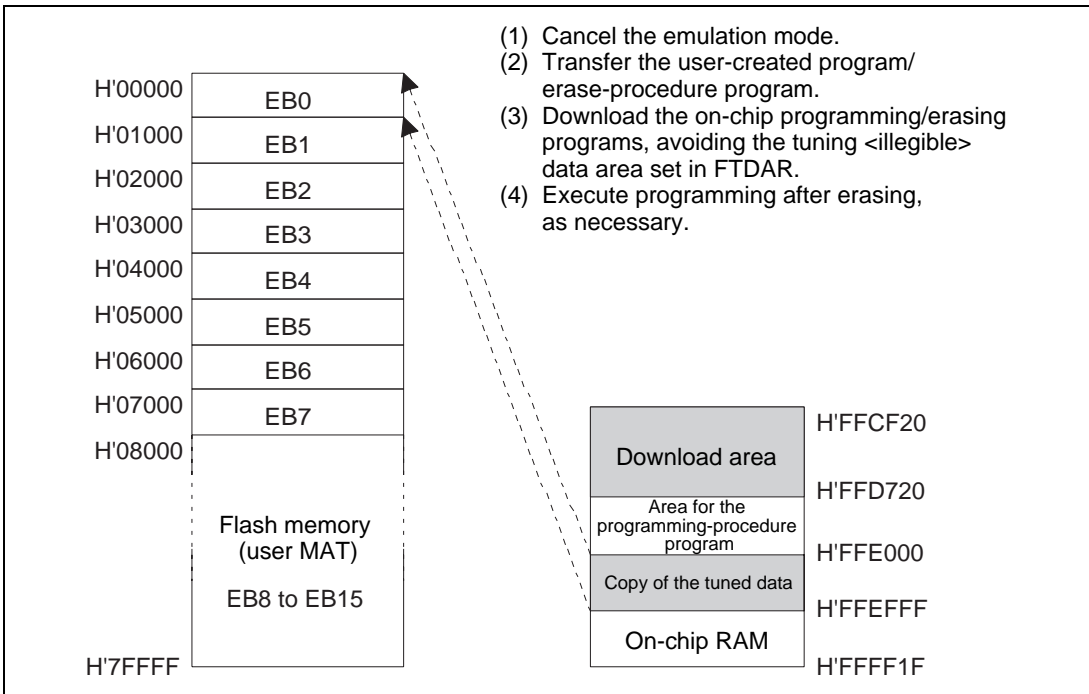 (1) Cancel the emulation mode.
(2) Transfer the user-created program/
erase-procedure program.
(3) Download the on-chip programming/erasing
programs, avoiding the tuning <illegible>
data area set in FTDAR.
(4) Execute programming after erasing,
as necessary.
H'00000
EB0
H'01000
EB1
H'02000
EB2
H'03000
EB3
H'04000
EB4
H'05000
EB5
H'06000
EB6
H'07000
EB7
H'08000
Flash memory
(user MAT)
EB8 to EB15
H'7FFFF
H'FFCF20
Download area
H'FFD720
Area for the
programming-procedure
program
H'FFE000
Copy of the tuned data
H'FFEFFF
On-chip RAM
H'FFFF1F